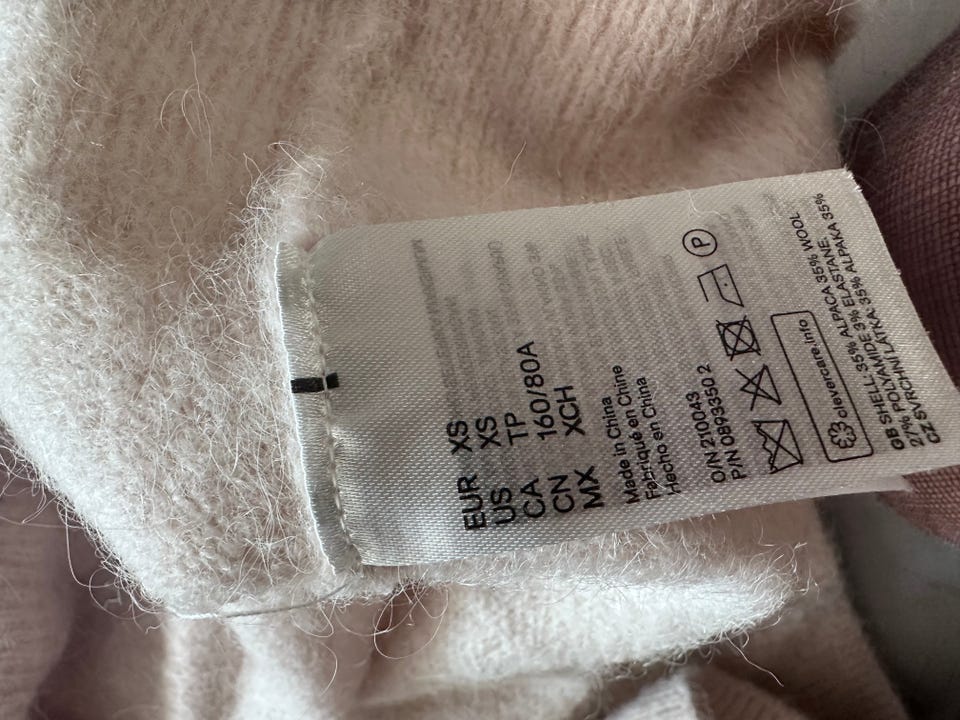 EUR XS
US XS
CA TP
CN 160/80A
MX XCH
Made in China
Fabriqué en Chine
Hecho en China
O/N 210043
P/N 0893350 2
P
clevercare.info
GB SHELL: 35% ALPACA 35% WOOL
27% POLYAMIDE 3% ELASTANE,
CZ SVRCHNÍ LÁTKA: 35% ALPAKA 35%